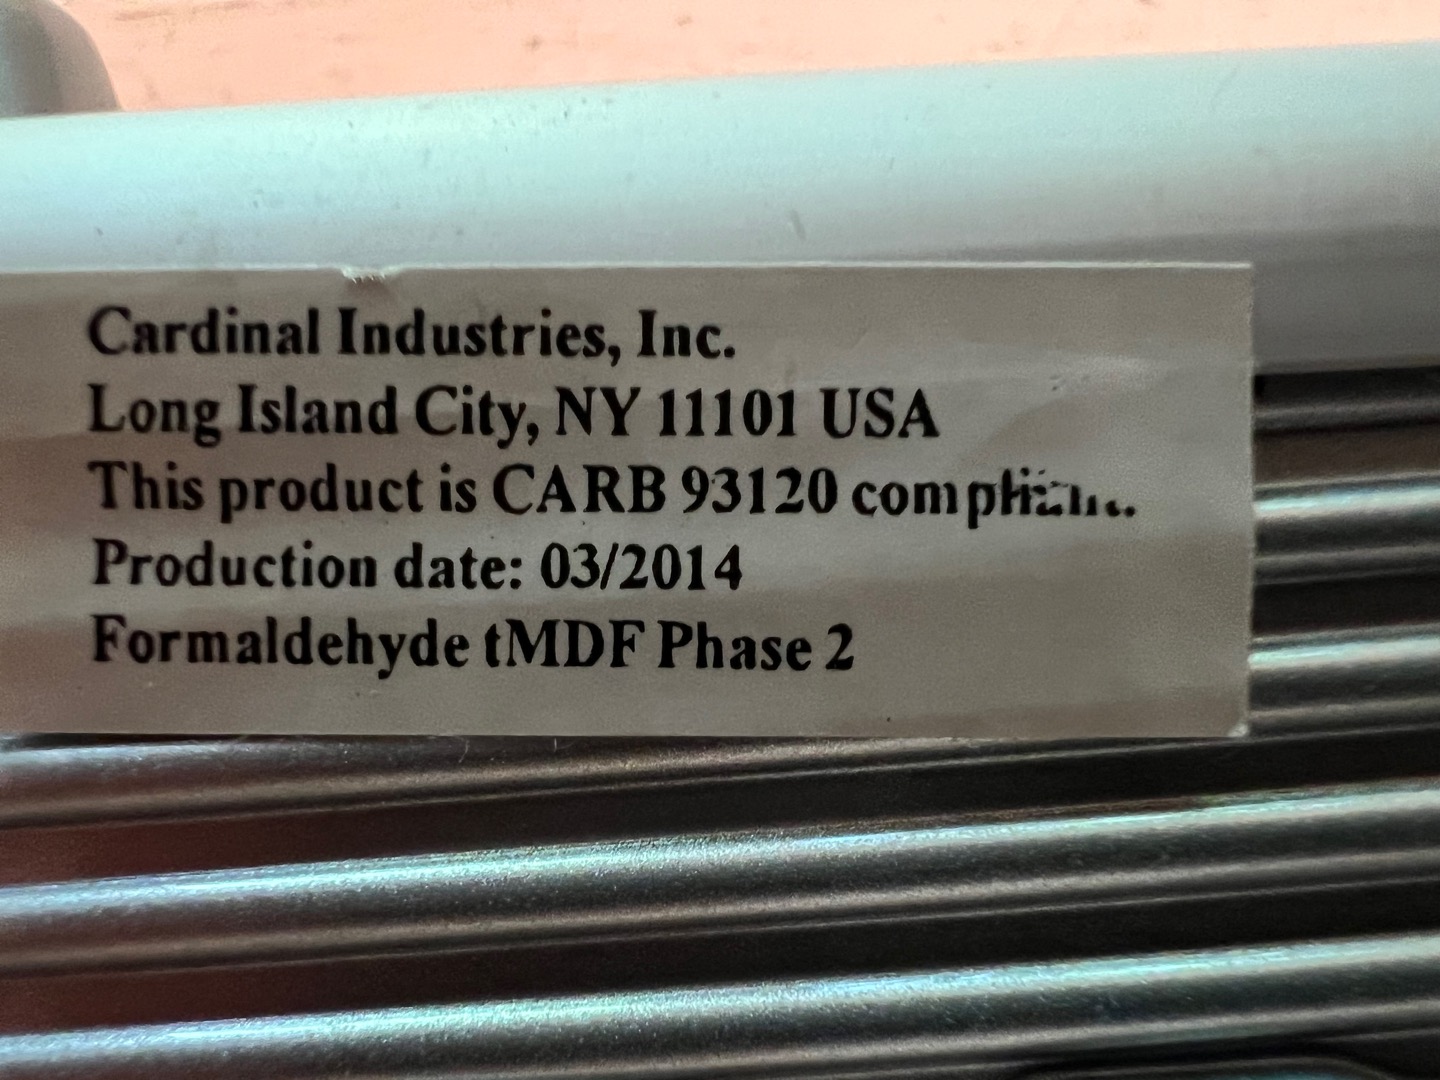 Cardinal Industries, Inc.
Long Island City, NY 11101 USA
This product is CARB 93120 compliant.
Production date: 03/2014
Formaldehyde tMDF Phase 2